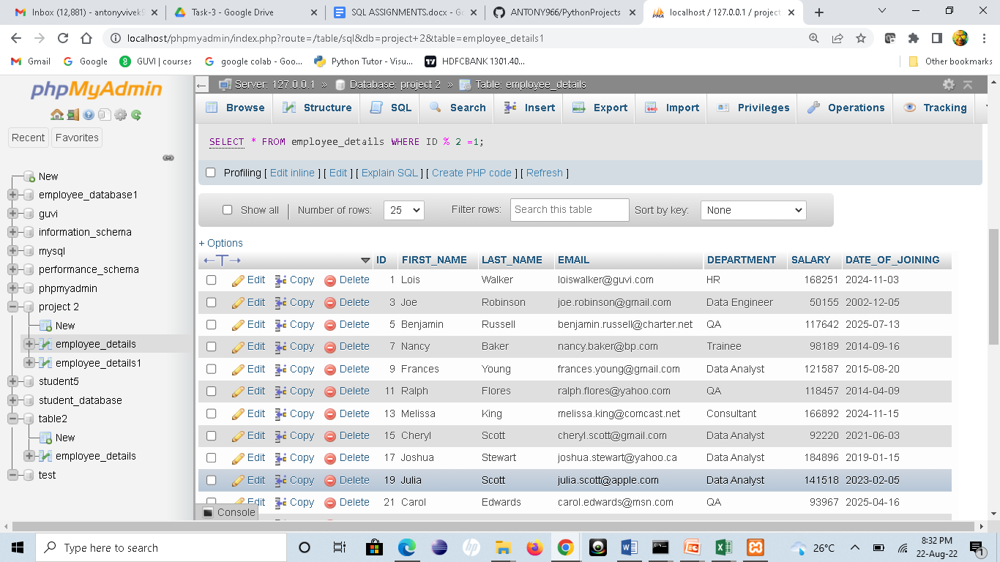 Inbox (12,881) - antonyvivekS
Task-3 - Google Drive
SQL ASSIGNMENTS.docx - Go
ANTONY966/PythonProjects
localhost / 127.0.0.1 / project
localhost/phpmyadmin/index.php?route=/table/sql&db=project+2&table=employee_details1
Gmail
Google
GUVI | courses
google colab - Goo...
Python Tutor - Visu...
HDFCRANK 1301.40...
Other bookmarks
phpMyAdmin
Recent
Favorites
New
employee_database1
guvi
information_schema
mysql
performance_schema
phpmyadmin
project 2
New
employee_details
employee_details1
student5
student_database
table2
New
employee_details
test
Server: 127.0.0.1 » Database: project 2 » Table: employee_details
Browse Structure SQL Search Insert Export Import Privileges Operations Tracking
SELECT * FROM employee_details WHERE ID % 2 =1;
Profiling [ Edit inline ] [ Edit ] [ Explain SQL ] [ Create PHP code ] [ Refresh ]
Show all Number of rows: 25 Filter rows: Search this table Sort by key: None
+ Options
←T→ ID FIRST_NAME LAST_NAME EMAIL DEPARTMENT SALARY DATE_OF_JOINING
Edit Copy Delete 1 Lois Walker loiswalker@guvi.com HR 168251 2024-11-03
Edit Copy Delete 3 Joe Robinson joe.robinson@gmail.com Data Engineer 50155 2002-12-05
Edit Copy Delete 5 Benjamin Russell benjamin.russell@charter.net QA 117642 2025-07-13
Edit Copy Delete 7 Nancy Baker nancy.baker@bp.com Trainee 98189 2014-09-16
Edit Copy Delete 9 Frances Young frances.young@gmail.com Data Analyst 121587 2015-08-20
Edit Copy Delete 11 Ralph Flores ralph.flores@yahoo.com QA 118457 2014-04-09
Edit Copy Delete 13 Melissa King melissa.king@comcast.net Consultant 166892 2024-11-15
Edit Copy Delete 15 Cheryl Scott cheryl.scott@gmail.com Data Analyst 92220 2021-06-03
Edit Copy Delete 17 Joshua Stewart joshua.stewart@yahoo.ca Data Analyst 184896 2019-01-15
Edit Copy Delete 19 Julia Scott julia.scott@apple.com Data Analyst 141518 2023-02-05
Edit Copy Delete 21 Carol Edwards carol.edwards@msn.com QA 93967 2025-04-16
Console
Type here to search
26°C
8:32 PM
22-Aug-22
1